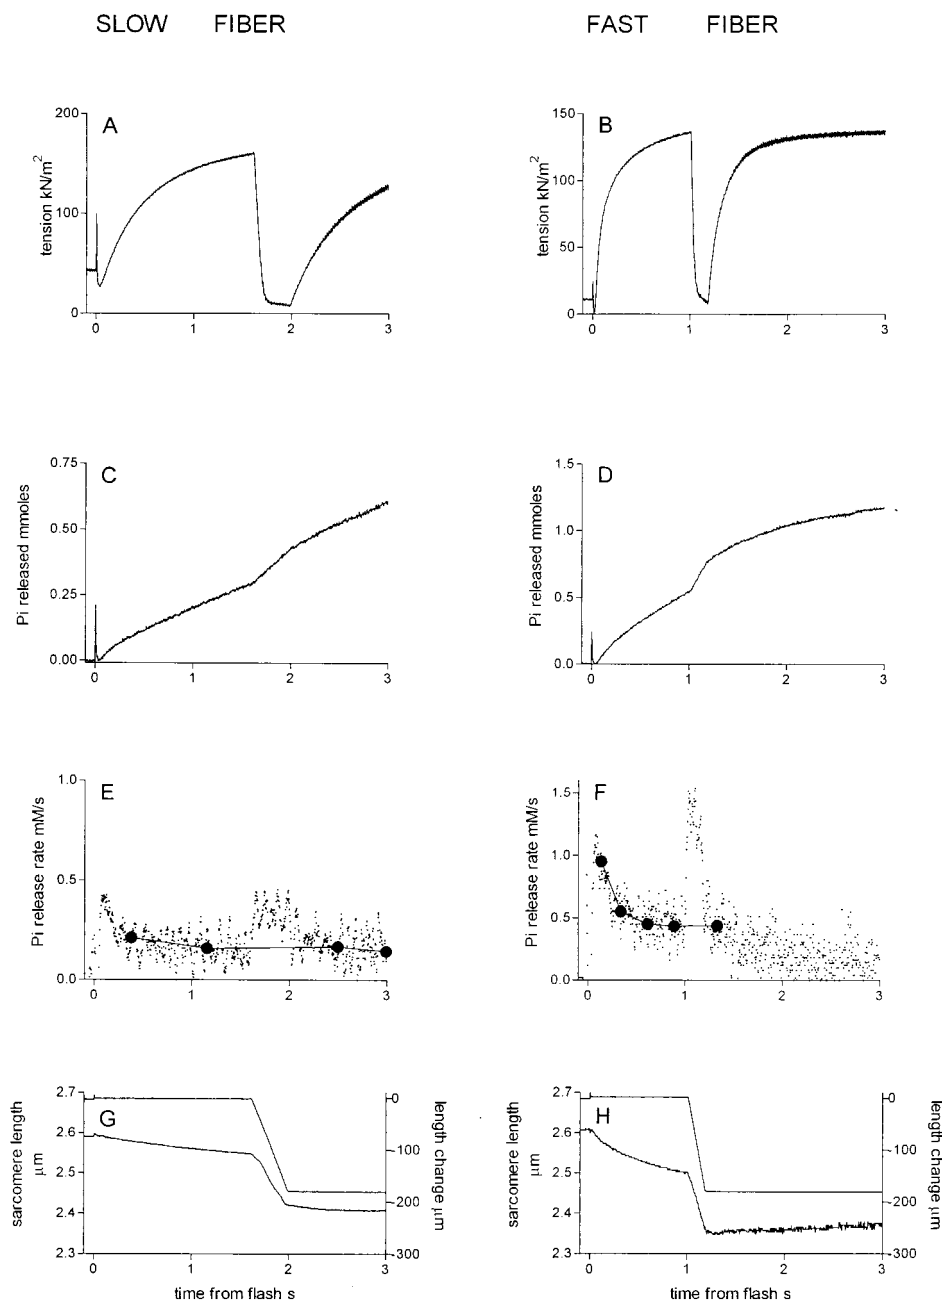 SLOW FIBER FAST FIBER
A
tension kN/m²
200
100
0
0 1 2 3
B
tension kN/m²
150
100
50
0
0 1 2 3
C
Pi released mmoles
0.75
0.50
0.25
0.00
0 1 2 3
D
Pi released mmoles
1.5
1.0
0.5
0.0
0 1 2 3
E
Pi release rate mM/s
1.0
0.5
0.0
0 1 2 3
F
Pi release rate mM/s
1.5
1.0
0.5
0.0
0 1 2 3
G
sarcomere length
μm
2.7
2.6
2.5
2.4
2.3
0
-100
-200
-300
length change μm
0 1 2 3
time from flash s
H
sarcomere length
μm
2.7
2.6
2.5
2.4
2.3
0
-100
-200
-300
length change μm
0 1 2 3
time from flash s